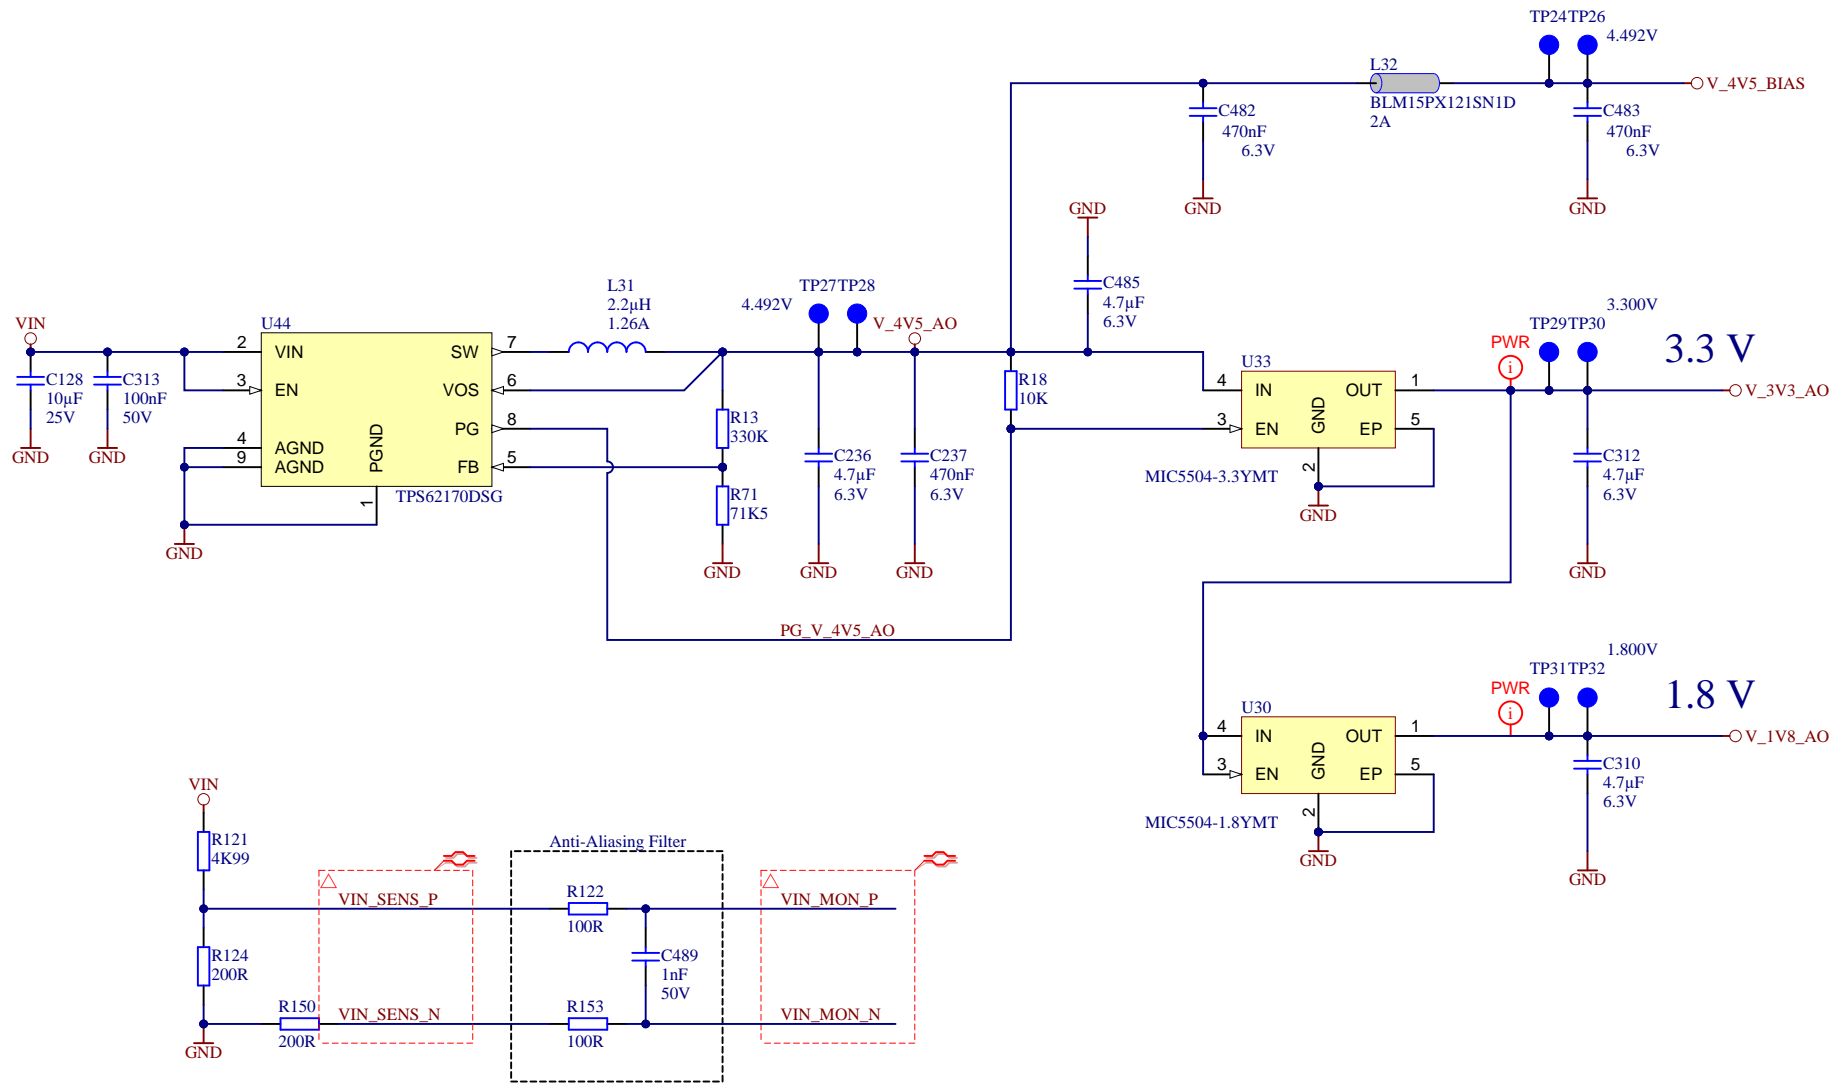 TP24TP26
4.492V
L32
BLM15PX121SN1D
2A
V_4V5_BIAS
C482
470nF
6.3V
C483
470nF
6.3V
GND
GND
GND
C485
4.7µF
6.3V
L31
2.2µH
1.26A
4.492V
TP27TP28
V_4V5_AO
VIN
U44
2
VIN
SW
7
3
EN
VOS
6
PG
8
4
AGND
9
AGND
PGND
FB
5
1
TPS62170DSG
C128
10µF
25V
C313
100nF
50V
GND
GND
GND
R13
330K
R71
71K5
GND
C236
4.7µF
6.3V
GND
C237
470nF
6.3V
GND
R18
10K
PG_V_4V5_AO
U33
4
IN
OUT
1
3
EN
GND
EP
5
2
MIC5504-3.3YMT
GND
PWR
i
3.300V
TP29TP30
3.3 V
V_3V3_AO
C312
4.7µF
6.3V
GND
U30
4
IN
OUT
1
3
EN
GND
EP
5
2
MIC5504-1.8YMT
GND
PWR
i
1.800V
TP31TP32
1.8 V
V_1V8_AO
C310
4.7µF
6.3V
GND
VIN
R121
4K99
R124
200R
GND
R150
200R
VIN_SENS_P
VIN_SENS_N
Anti-Aliasing Filter
R122
100R
C489
1nF
50V
R153
100R
VIN_MON_P
VIN_MON_N